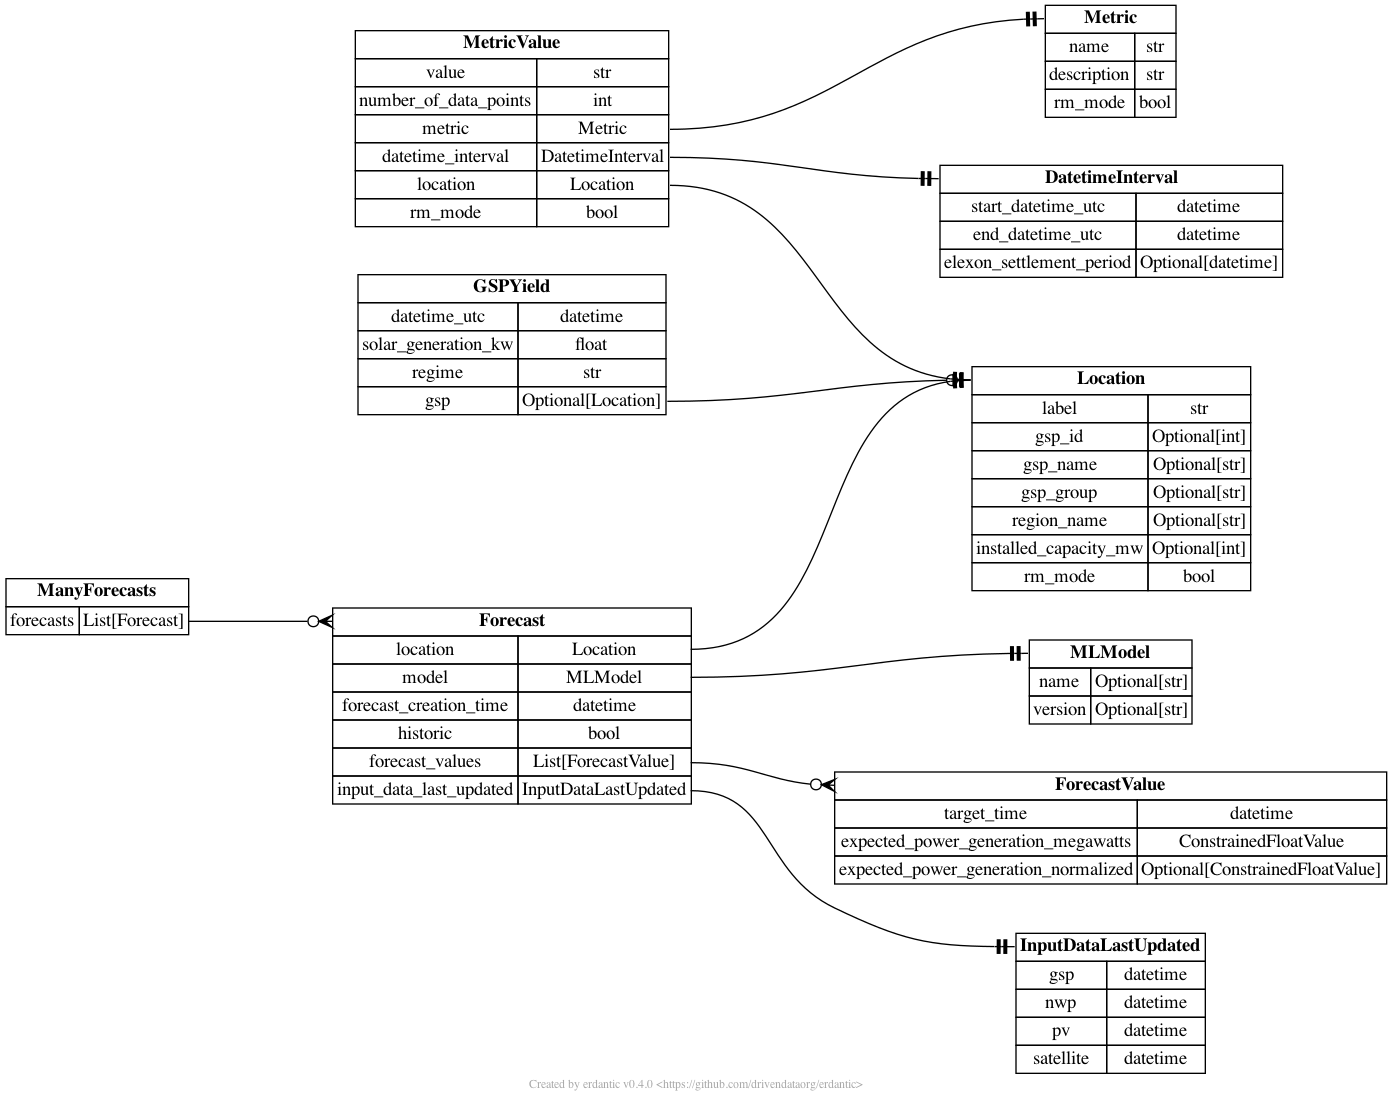 MetricValue
value str
number_of_data_points int
metric Metric
datetime_interval DatetimeInterval
location Location
rm_mode bool
Metric
name str
description str
rm_mode bool
DatetimeInterval
start_datetime_utc datetime
end_datetime_utc datetime
elexon_settlement_period Optional[datetime]
GSPYield
datetime_utc datetime
solar_generation_kw float
regime str
gsp Optional[Location]
Location
label str
gsp_id Optional[int]
gsp_name Optional[str]
gsp_group Optional[str]
region_name Optional[str]
installed_capacity_mw Optional[int]
rm_mode bool
ManyForecasts
forecasts List[Forecast]
Forecast
location Location
model MLModel
forecast_creation_time datetime
historic bool
forecast_values List[ForecastValue]
input_data_last_updated InputDataLastUpdated
MLModel
name Optional[str]
version Optional[str]
ForecastValue
target_time datetime
expected_power_generation_megawatts ConstrainedFloatValue
expected_power_generation_normalized Optional[ConstrainedFloatValue]
InputDataLastUpdated
gsp datetime
nwp datetime
pv datetime
satellite datetime
Created by erdantic v0.4.0 <https://github.com/drivendataorg/erdantic>